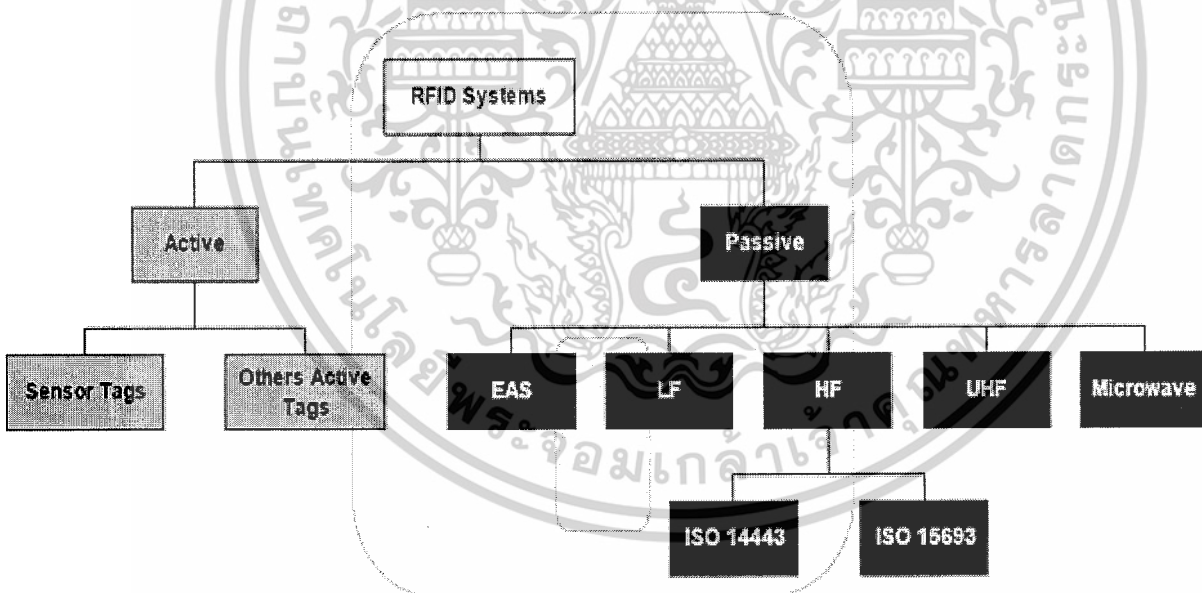 RFID Systems
Active
Passive
Sensor Tags
Others Active
Tags
EAS
LF
HF
UHF
Microwave
ISO 14443
ISO 15693